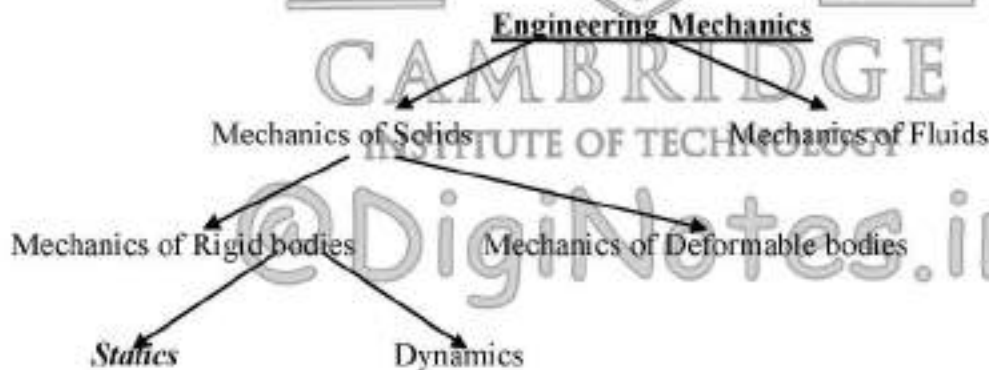 Engineering Mechanics
CAMBRIDGE
Mechanics of Solids Mechanics of Fluids
INSTITUTE OF TECHNOLOGY
@DigiNotes.in
Mechanics of Rigid bodies Mechanics of Deformable bodies
Statics Dynamics